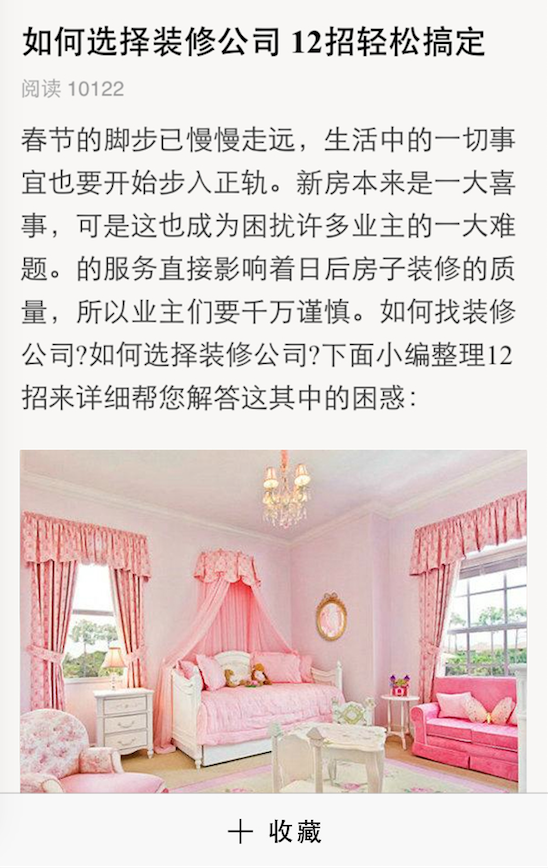 如何选择装修公司 12招轻松搞定
阅读 10122
春节的脚步已慢慢走远，生活中的一切事
宜也要开始步入正轨。新房本来是一大喜
事，可是这也成为困扰许多业主的一大难
题。的服务直接影响着日后房子装修的质
量，所以业主们要千万谨慎。如何找装修
公司?如何选择装修公司?下面小编整理12
招来详细帮您解答这其中的困惑：
＋ 收藏